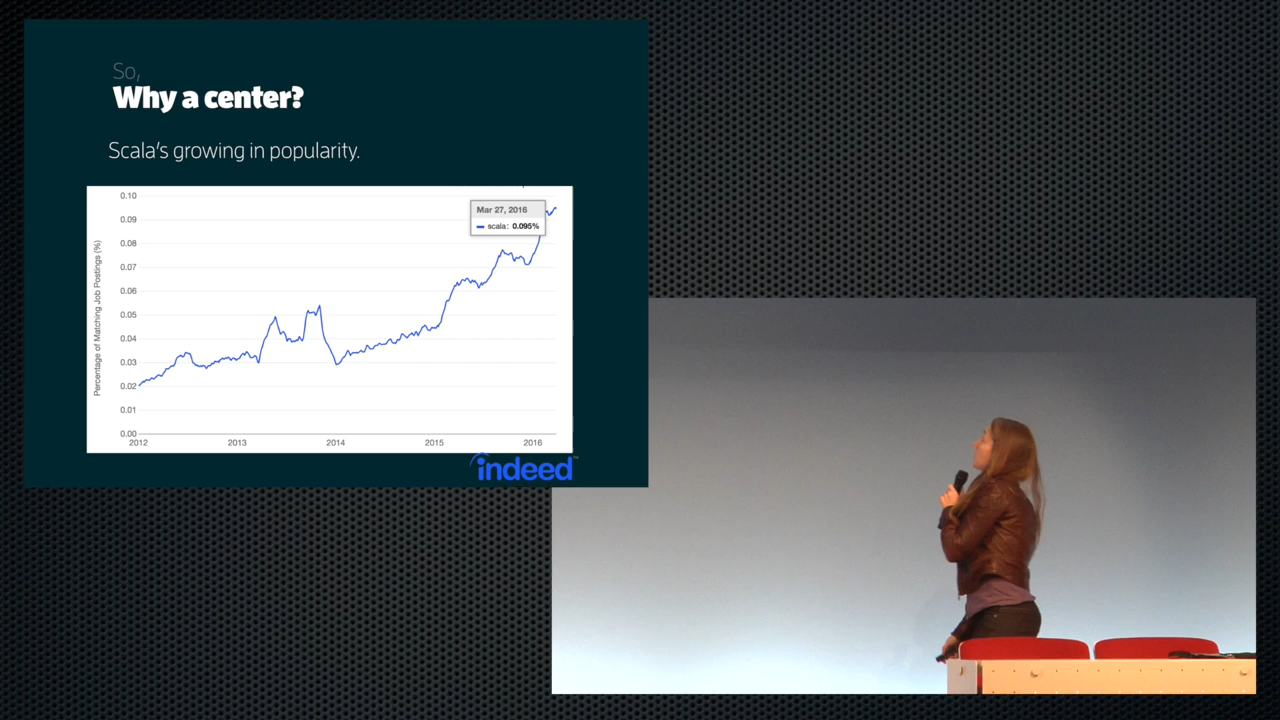 So,
Why a center?
Scala's growing in popularity.
Percentage of Matching Job Postings (%)
0.10
0.09
0.08
0.07
0.06
0.05
0.04
0.03
0.02
0.01
0.00
Mar 27, 2016
scala: 0.095%
2012
2013
2014
2015
2016
indeed™